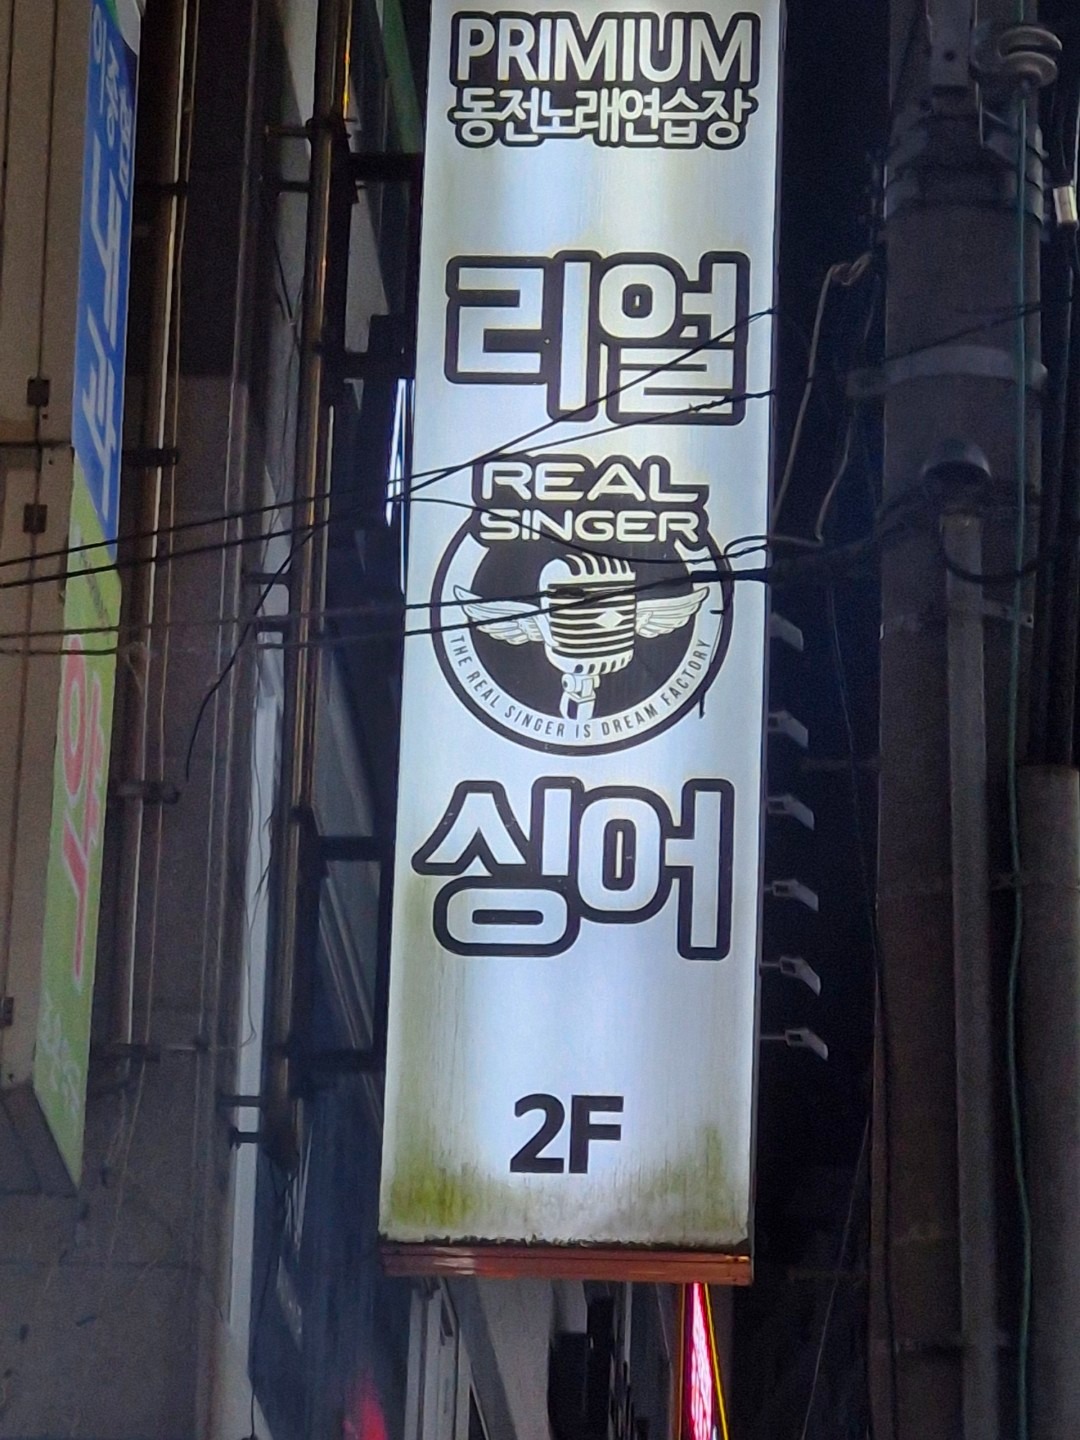 PRIMIUM
동전노래연습장
리얼
REAL
SINGER
THE REAL SINGER IS DREAM FACTORY
싱어
2F
약